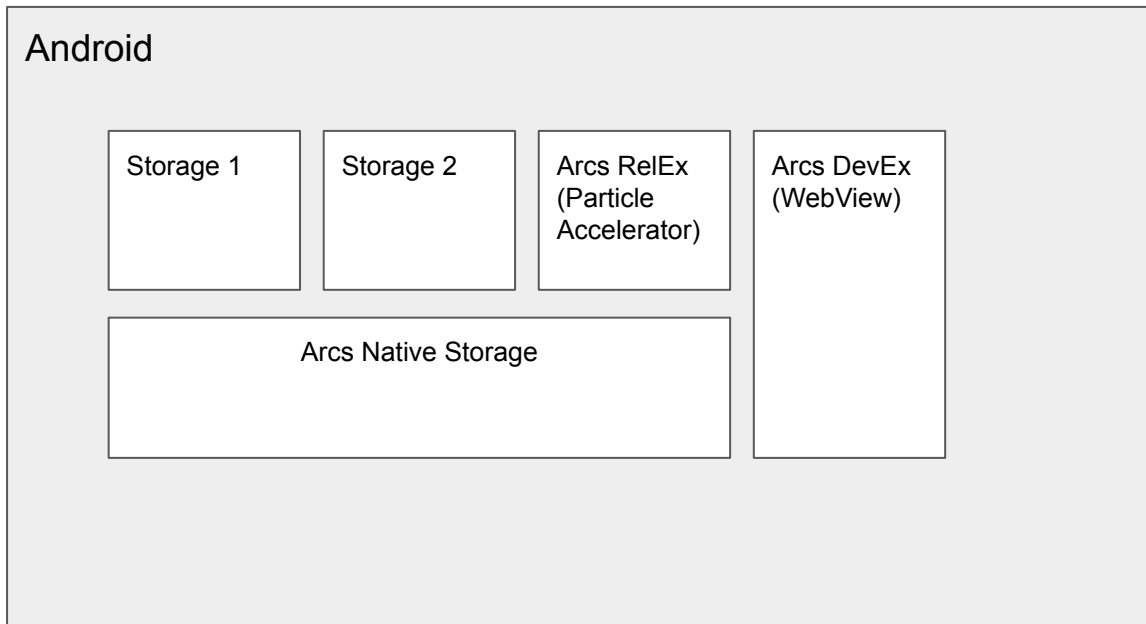 Android
Storage 1
Storage 2
Arcs RelEx
(Particle
Accelerator)
Arcs DevEx
(WebView)
Arcs Native Storage